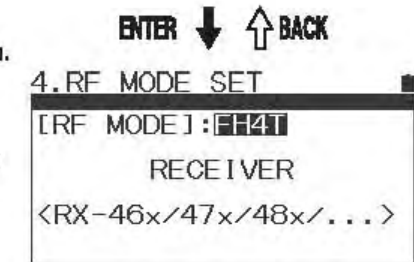 ENTER BACK
4.RF MODE SET
[RF MODE]:FH4T
RECEIVER
<RX-46x/47x/48x/...>